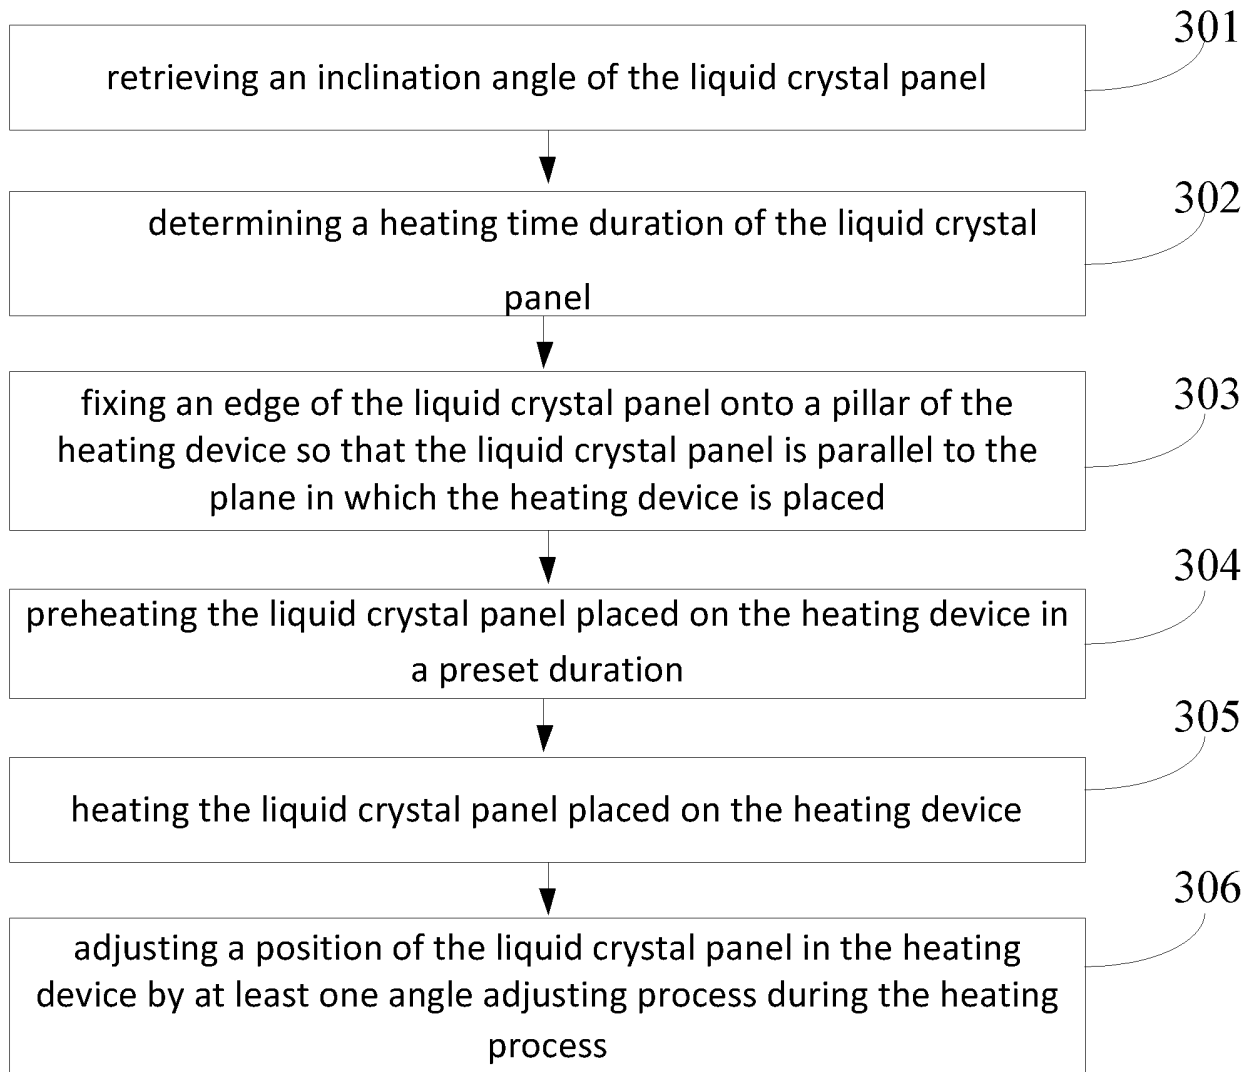 301
retrieving an inclination angle of the liquid crystal panel
302
determining a heating time duration of the liquid crystal
panel
303
fixing an edge of the liquid crystal panel onto a pillar of the
heating device so that the liquid crystal panel is parallel to the
plane in which the heating device is placed
304
preheating the liquid crystal panel placed on the heating device in
a preset duration
305
heating the liquid crystal panel placed on the heating device
306
adjusting a position of the liquid crystal panel in the heating
device by at least one angle adjusting process during the heating
process